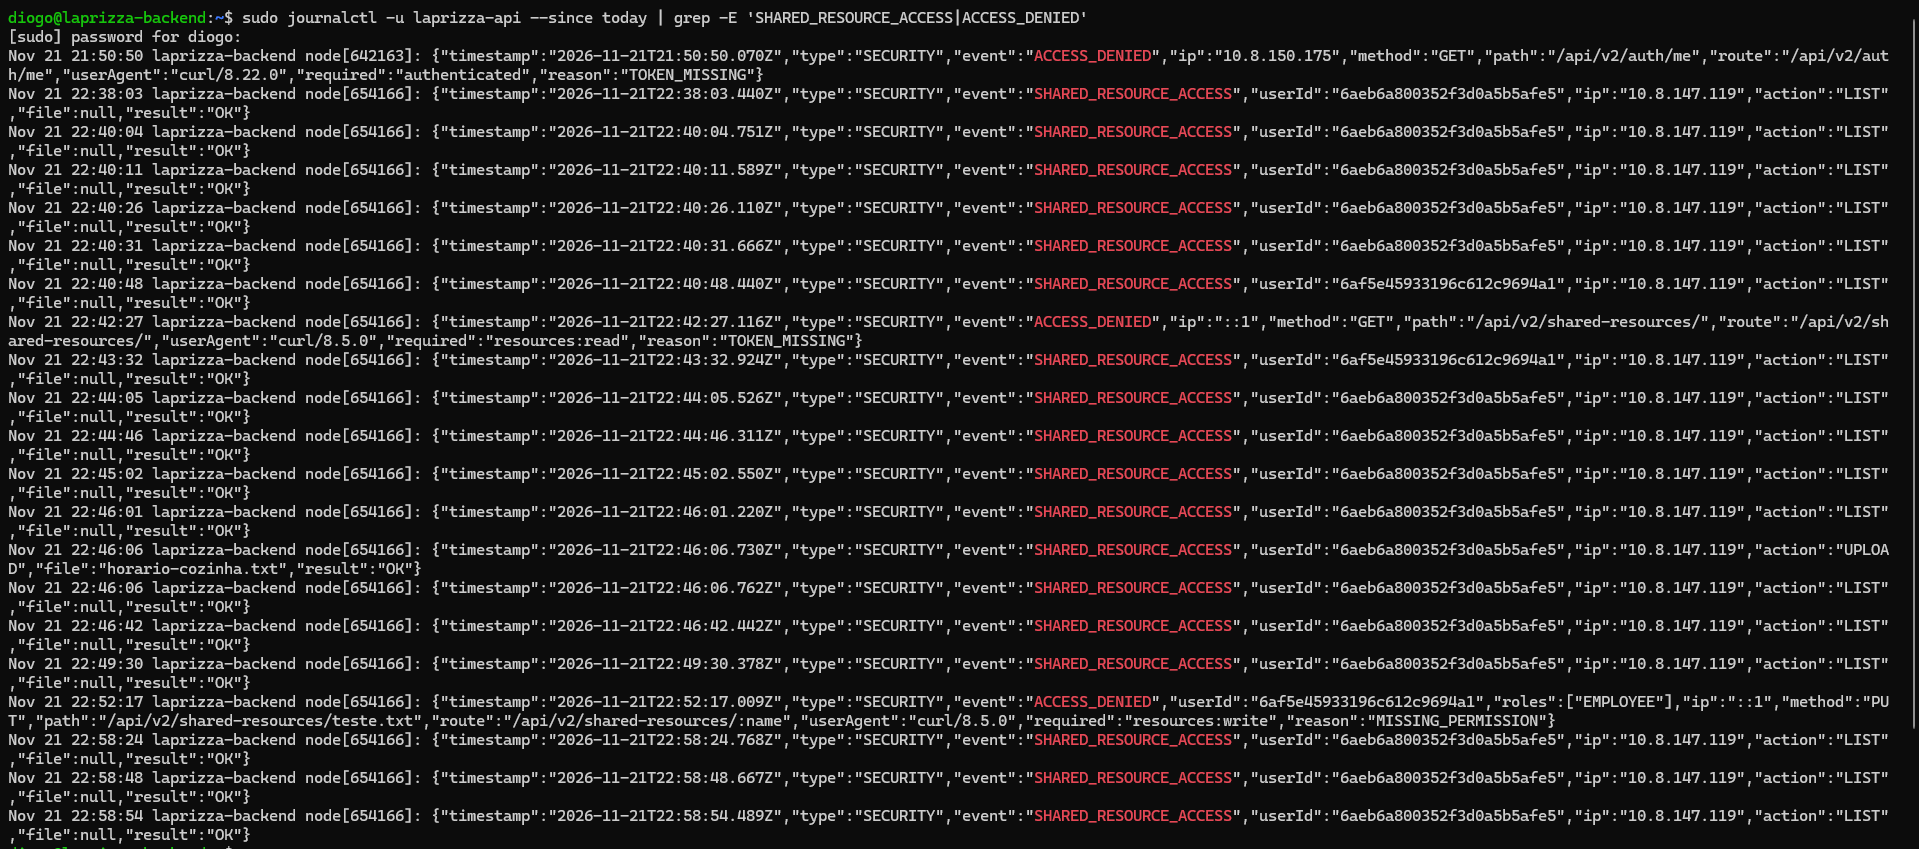 diogo@laprizza-backend:~$ sudo journalctl -u laprizza-api --since today | grep -E 'SHARED_RESOURCE_ACCESS|ACCESS_DENIED'
[sudo] password for diogo:
Nov 21 21:50:50 laprizza-backend node[642163]: {"timestamp":"2026-11-21T21:50:50.070Z","type":"SECURITY","event":"ACCESS_DENIED","ip":"10.8.150.175","method":"GET","path":"/api/v2/auth/me","route":"/api/v2/aut
h/me","userAgent":"curl/8.22.0","required":"authenticated","reason":"TOKEN_MISSING"}
Nov 21 22:38:03 laprizza-backend node[654166]: {"timestamp":"2026-11-21T22:38:03.440Z","type":"SECURITY","event":"SHARED_RESOURCE_ACCESS","userId":"6aeb6a800352f3d0a5b5afe5","ip":"10.8.147.119","action":"LIST"
,"file":null,"result":"OK"}
Nov 21 22:40:04 laprizza-backend node[654166]: {"timestamp":"2026-11-21T22:40:04.751Z","type":"SECURITY","event":"SHARED_RESOURCE_ACCESS","userId":"6aeb6a800352f3d0a5b5afe5","ip":"10.8.147.119","action":"LIST"
,"file":null,"result":"OK"}
Nov 21 22:40:11 laprizza-backend node[654166]: {"timestamp":"2026-11-21T22:40:11.589Z","type":"SECURITY","event":"SHARED_RESOURCE_ACCESS","userId":"6aeb6a800352f3d0a5b5afe5","ip":"10.8.147.119","action":"LIST"
,"file":null,"result":"OK"}
Nov 21 22:40:26 laprizza-backend node[654166]: {"timestamp":"2026-11-21T22:40:26.110Z","type":"SECURITY","event":"SHARED_RESOURCE_ACCESS","userId":"6aeb6a800352f3d0a5b5afe5","ip":"10.8.147.119","action":"LIST"
,"file":null,"result":"OK"}
Nov 21 22:40:31 laprizza-backend node[654166]: {"timestamp":"2026-11-21T22:40:31.666Z","type":"SECURITY","event":"SHARED_RESOURCE_ACCESS","userId":"6aeb6a800352f3d0a5b5afe5","ip":"10.8.147.119","action":"LIST"
,"file":null,"result":"OK"}
Nov 21 22:40:48 laprizza-backend node[654166]: {"timestamp":"2026-11-21T22:40:48.440Z","type":"SECURITY","event":"SHARED_RESOURCE_ACCESS","userId":"6af5e45933196c612c9694a1","ip":"10.8.147.119","action":"LIST"
,"file":null,"result":"OK"}
Nov 21 22:42:27 laprizza-backend node[654166]: {"timestamp":"2026-11-21T22:42:27.116Z","type":"SECURITY","event":"ACCESS_DENIED","ip":"::1","method":"GET","path":"/api/v2/shared-resources/","route":"/api/v2/sh
ared-resources/","userAgent":"curl/8.5.0","required":"resources:read","reason":"TOKEN_MISSING"}
Nov 21 22:43:32 laprizza-backend node[654166]: {"timestamp":"2026-11-21T22:43:32.924Z","type":"SECURITY","event":"SHARED_RESOURCE_ACCESS","userId":"6af5e45933196c612c9694a1","ip":"10.8.147.119","action":"LIST"
,"file":null,"result":"OK"}
Nov 21 22:44:05 laprizza-backend node[654166]: {"timestamp":"2026-11-21T22:44:05.526Z","type":"SECURITY","event":"SHARED_RESOURCE_ACCESS","userId":"6aeb6a800352f3d0a5b5afe5","ip":"10.8.147.119","action":"LIST"
,"file":null,"result":"OK"}
Nov 21 22:44:46 laprizza-backend node[654166]: {"timestamp":"2026-11-21T22:44:46.311Z","type":"SECURITY","event":"SHARED_RESOURCE_ACCESS","userId":"6aeb6a800352f3d0a5b5afe5","ip":"10.8.147.119","action":"LIST"
,"file":null,"result":"OK"}
Nov 21 22:45:02 laprizza-backend node[654166]: {"timestamp":"2026-11-21T22:45:02.550Z","type":"SECURITY","event":"SHARED_RESOURCE_ACCESS","userId":"6aeb6a800352f3d0a5b5afe5","ip":"10.8.147.119","action":"LIST"
,"file":null,"result":"OK"}
Nov 21 22:46:01 laprizza-backend node[654166]: {"timestamp":"2026-11-21T22:46:01.220Z","type":"SECURITY","event":"SHARED_RESOURCE_ACCESS","userId":"6aeb6a800352f3d0a5b5afe5","ip":"10.8.147.119","action":"LIST"
,"file":null,"result":"OK"}
Nov 21 22:46:06 laprizza-backend node[654166]: {"timestamp":"2026-11-21T22:46:06.730Z","type":"SECURITY","event":"SHARED_RESOURCE_ACCESS","userId":"6aeb6a800352f3d0a5b5afe5","ip":"10.8.147.119","action":"UPLOA
D","file":"horario-cozinha.txt","result":"OK"}
Nov 21 22:46:06 laprizza-backend node[654166]: {"timestamp":"2026-11-21T22:46:06.762Z","type":"SECURITY","event":"SHARED_RESOURCE_ACCESS","userId":"6aeb6a800352f3d0a5b5afe5","ip":"10.8.147.119","action":"LIST"
,"file":null,"result":"OK"}
Nov 21 22:46:42 laprizza-backend node[654166]: {"timestamp":"2026-11-21T22:46:42.442Z","type":"SECURITY","event":"SHARED_RESOURCE_ACCESS","userId":"6aeb6a800352f3d0a5b5afe5","ip":"10.8.147.119","action":"LIST"
,"file":null,"result":"OK"}
Nov 21 22:49:30 laprizza-backend node[654166]: {"timestamp":"2026-11-21T22:49:30.378Z","type":"SECURITY","event":"SHARED_RESOURCE_ACCESS","userId":"6aeb6a800352f3d0a5b5afe5","ip":"10.8.147.119","action":"LIST"
,"file":null,"result":"OK"}
Nov 21 22:52:17 laprizza-backend node[654166]: {"timestamp":"2026-11-21T22:52:17.009Z","type":"SECURITY","event":"ACCESS_DENIED","userId":"6af5e45933196c612c9694a1","roles":["EMPLOYEE"],"ip":"::1","method":"PU
T","path":"/api/v2/shared-resources/teste.txt","route":"/api/v2/shared-resources/:name","userAgent":"curl/8.5.0","required":"resources:write","reason":"MISSING_PERMISSION"}
Nov 21 22:58:24 laprizza-backend node[654166]: {"timestamp":"2026-11-21T22:58:24.768Z","type":"SECURITY","event":"SHARED_RESOURCE_ACCESS","userId":"6aeb6a800352f3d0a5b5afe5","ip":"10.8.147.119","action":"LIST"
,"file":null,"result":"OK"}
Nov 21 22:58:48 laprizza-backend node[654166]: {"timestamp":"2026-11-21T22:58:48.667Z","type":"SECURITY","event":"SHARED_RESOURCE_ACCESS","userId":"6aeb6a800352f3d0a5b5afe5","ip":"10.8.147.119","action":"LIST"
,"file":null,"result":"OK"}
Nov 21 22:58:54 laprizza-backend node[654166]: {"timestamp":"2026-11-21T22:58:54.489Z","type":"SECURITY","event":"SHARED_RESOURCE_ACCESS","userId":"6aeb6a800352f3d0a5b5afe5","ip":"10.8.147.119","action":"LIST"
,"file":null,"result":"OK"}